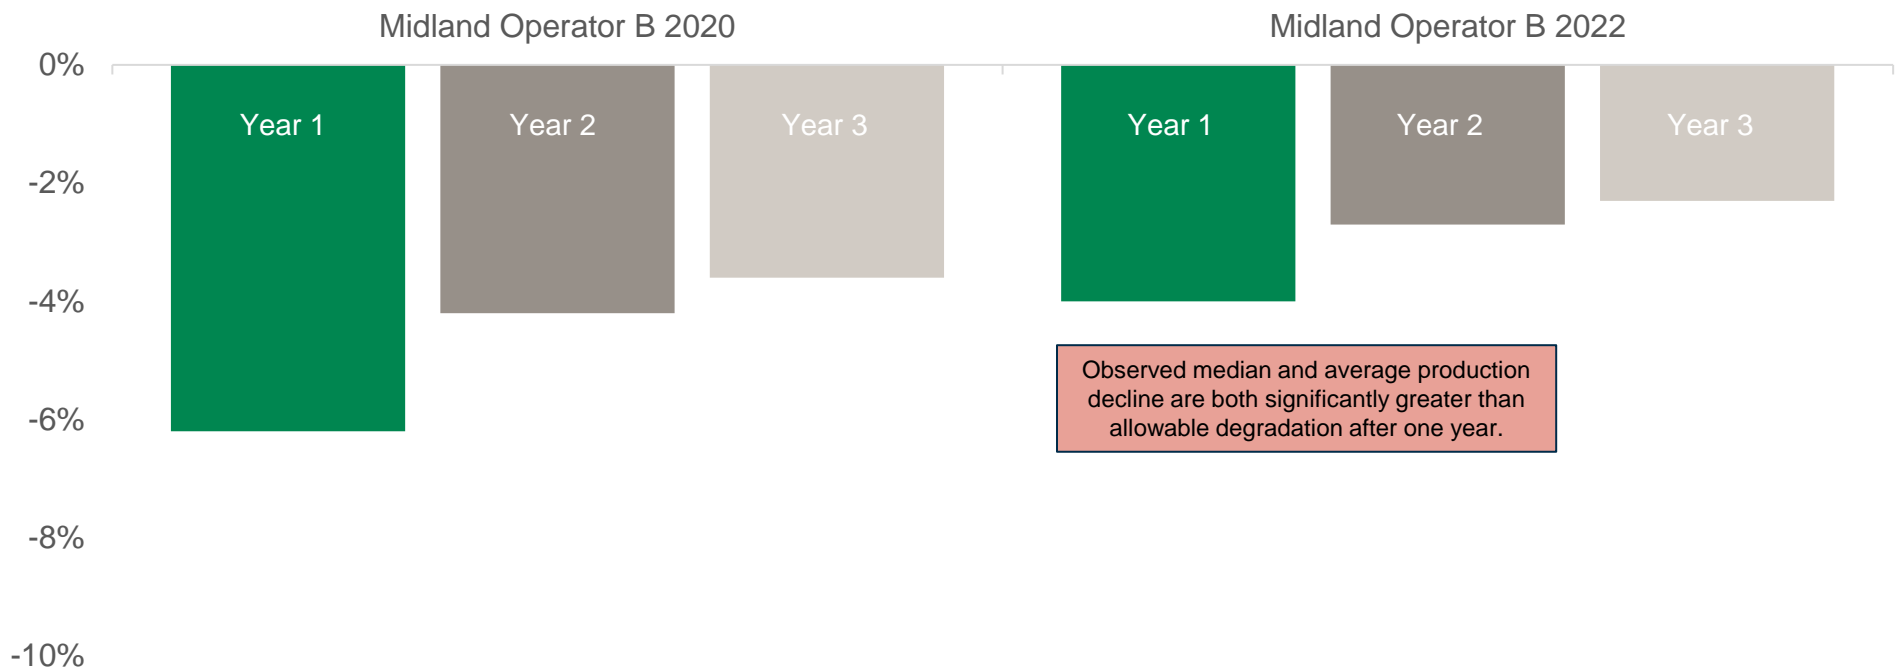 Midland Operator B 2020
Midland Operator B 2022
0%
Year 1
Year 2
Year 3
Year 1
Year 2
Year 3
-2%
-4%
Observed median and average production
decline are both significantly greater than
allowable degradation after one year.
-6%
-8%
-10%